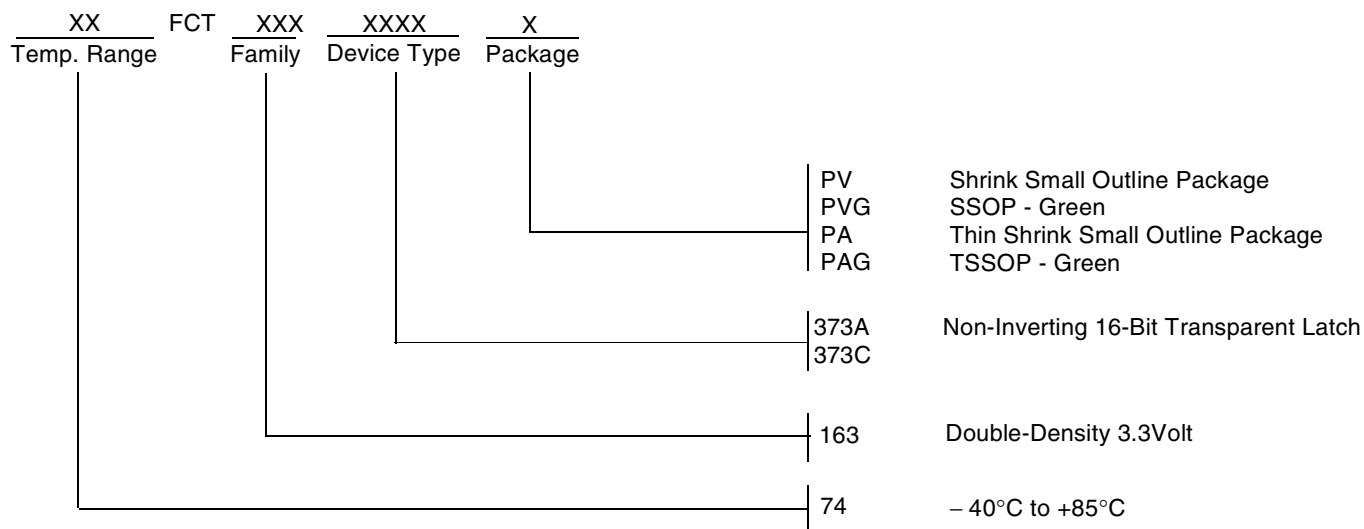 XX FCT XXX XXXX X
Temp. Range Family Device Type Package
PV Shrink Small Outline Package
PVG SSOP - Green
PA Thin Shrink Small Outline Package
PAG TSSOP - Green
373A Non-Inverting 16-Bit Transparent Latch
373C
163 Double-Density 3.3Volt
74 – 40°C to +85°C